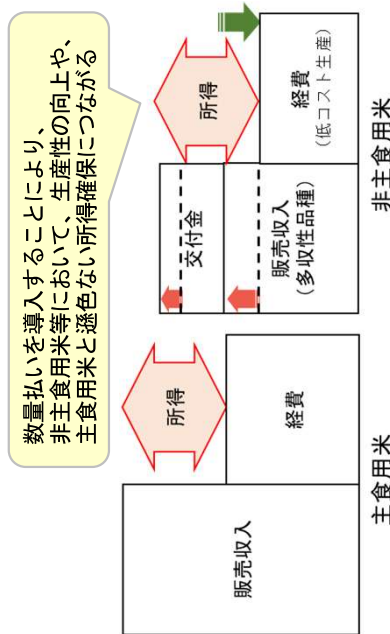 数量払いを導入することにより、
非主食用米等において、生産性の向上や、
主食用米と遜色ない所得確保につながる
販売収入
所得
経費
主食用米
交付金
販売収入
(多収性品種)
所得
経費
(低コスト生産)
非主食用米